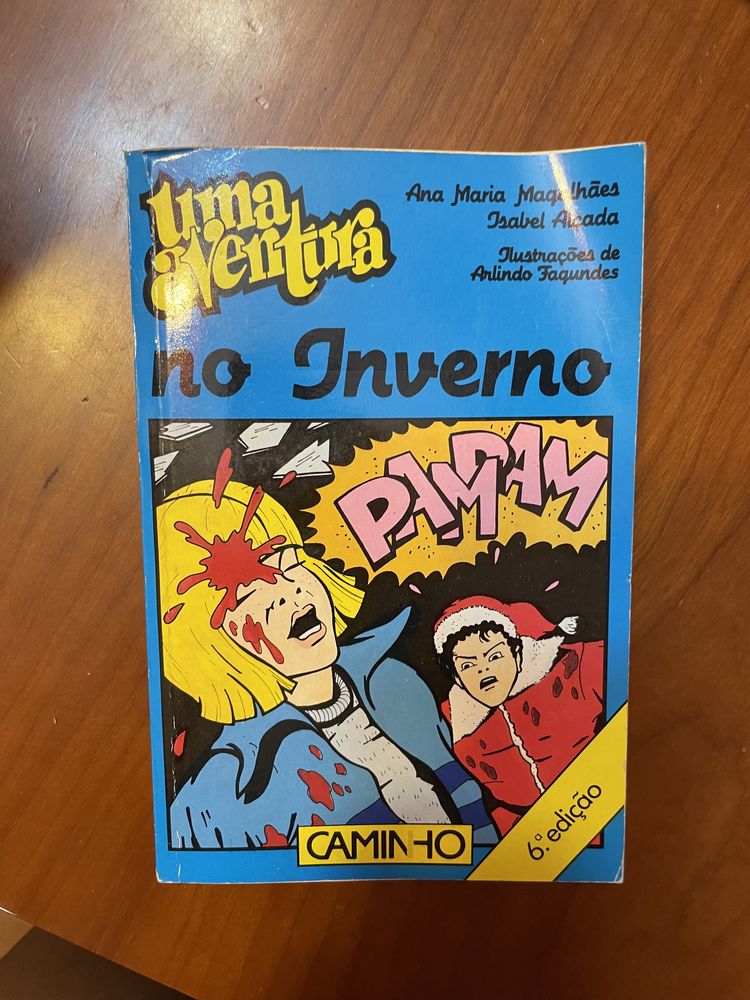 uma
aventura
Ana Maria Magalhães
Isabel Alçada
Ilustrações de
Arlindo Fagundes
no Inverno
PAM PAM
CAMINHO
6.ª edição